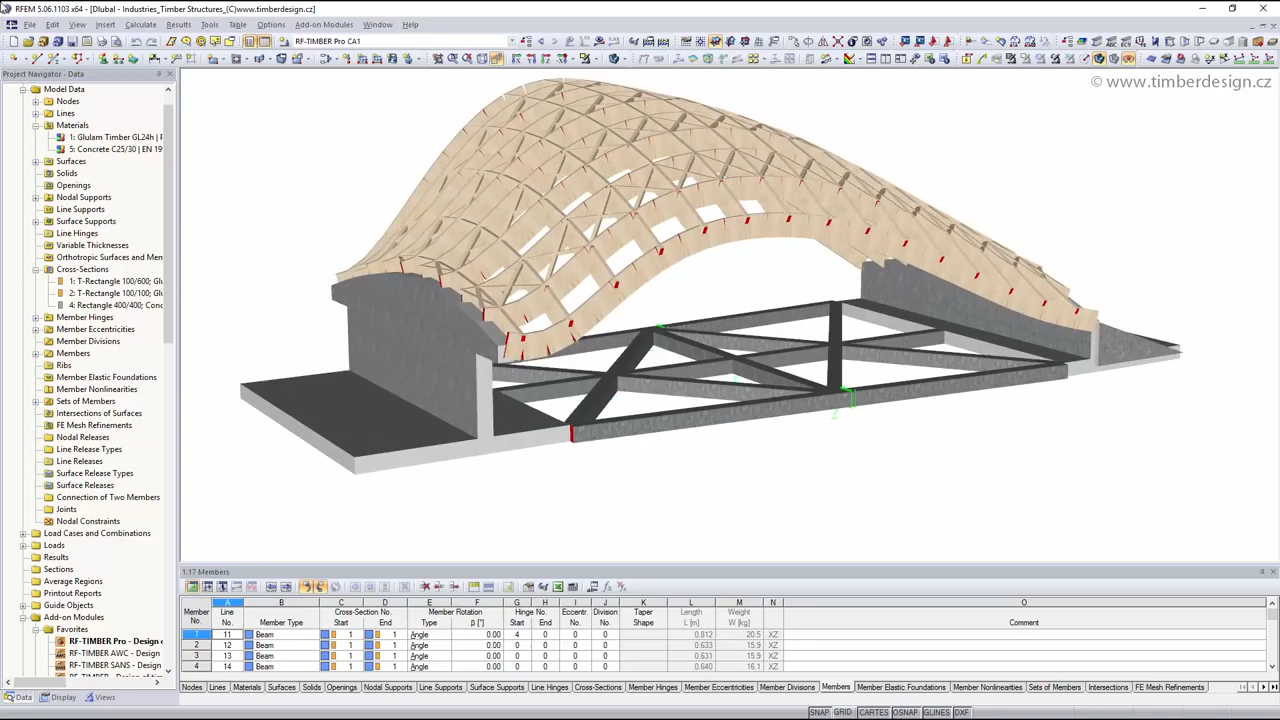 RFEM 5.06.1103 x64 - [Dlubal - Industries_Timber Structures_(C)www.timberdesign.cz]
File Edit View Insert Calculate Results Tools Table Options Add-on Modules Window Help
RF-TIMBER Pro CA1
Project Navigator - Data
© www.timberdesign.cz
Model Data
Nodes
Lines
Materials
1: Glulam Timber GL24h |
5: Concrete C25/30 | EN 19
Surfaces
Solids
Openings
Nodal Supports
Line Supports
Surface Supports
Line Hinges
Variable Thicknesses
Orthotropic Surfaces and Mem
Cross-Sections
1: T-Rectangle 100/600; Glu
2: T-Rectangle 100/100; Glu
4: Rectangle 400/400; Conc
Member Hinges
Member Eccentricities
Member Divisions
Members
Ribs
Member Elastic Foundations
Member Nonlinearities
Sets of Members
Intersections of Surfaces
FE Mesh Refinements
Nodal Releases
Line Release Types
Line Releases
Surface Release Types
Surface Releases
Connection of Two Members
Joints
Nodal Constraints
Load Cases and Combinations
Loads
Results
Sections
Average Regions
Printout Reports
Guide Objects
Add-on Modules
Favorites
RF-TIMBER Pro - Design o
RF-TIMBER AWC - Design
RF-TIMBER SANS - Design
Data Display Views
1.17 Members
A B C D E F G H I J K L M N O
Member Line Cross-Section No. Member Rotation Hinge No. Eccentr. Division Taper Length Weight
No. No. Member Type Start End Type β [°] Start End No. No. Shape L [m] W [kg] Comment
1 11 Beam 1 1 Angle 0.00 4 0 0 0 0.812 20.5 XZ
2 12 Beam 1 1 Angle 0.00 0 0 0 0 0.633 15.9 XZ
3 13 Beam 1 1 Angle 0.00 0 0 0 0 0.631 15.9 XZ
4 14 Beam 1 1 Angle 0.00 0 0 0 0 0.640 16.1 XZ
Nodes Lines Materials Surfaces Solids Openings Nodal Supports Line Supports Surface Supports Line Hinges Cross-Sections Member Hinges Member Eccentricities Member Divisions Members Member Elastic Foundations Member Nonlinearities Sets of Members Intersections FE Mesh Refinements
SNAP GRID CARTES OSNAP GLINES DXF